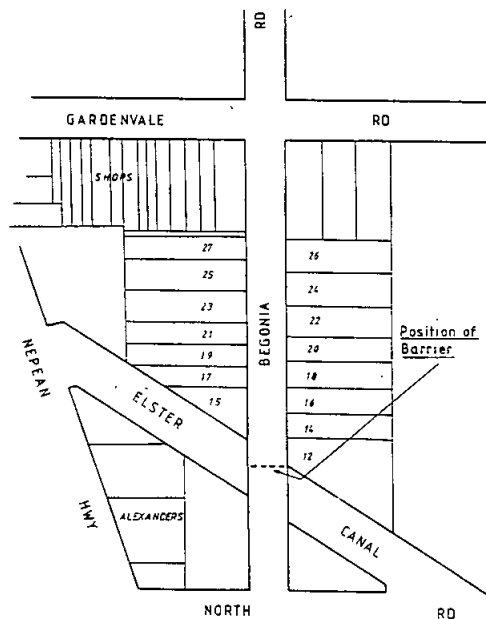 RD
GARDENVALE RD
SHOPS
27
26
25
24
23
22
21
20
19
18
17
16
15
14
12
BEGONIA
Position of
Barrier
NEPEAN
HWY
ELSTER
CANAL
ALEXANDERS
NORTH RD